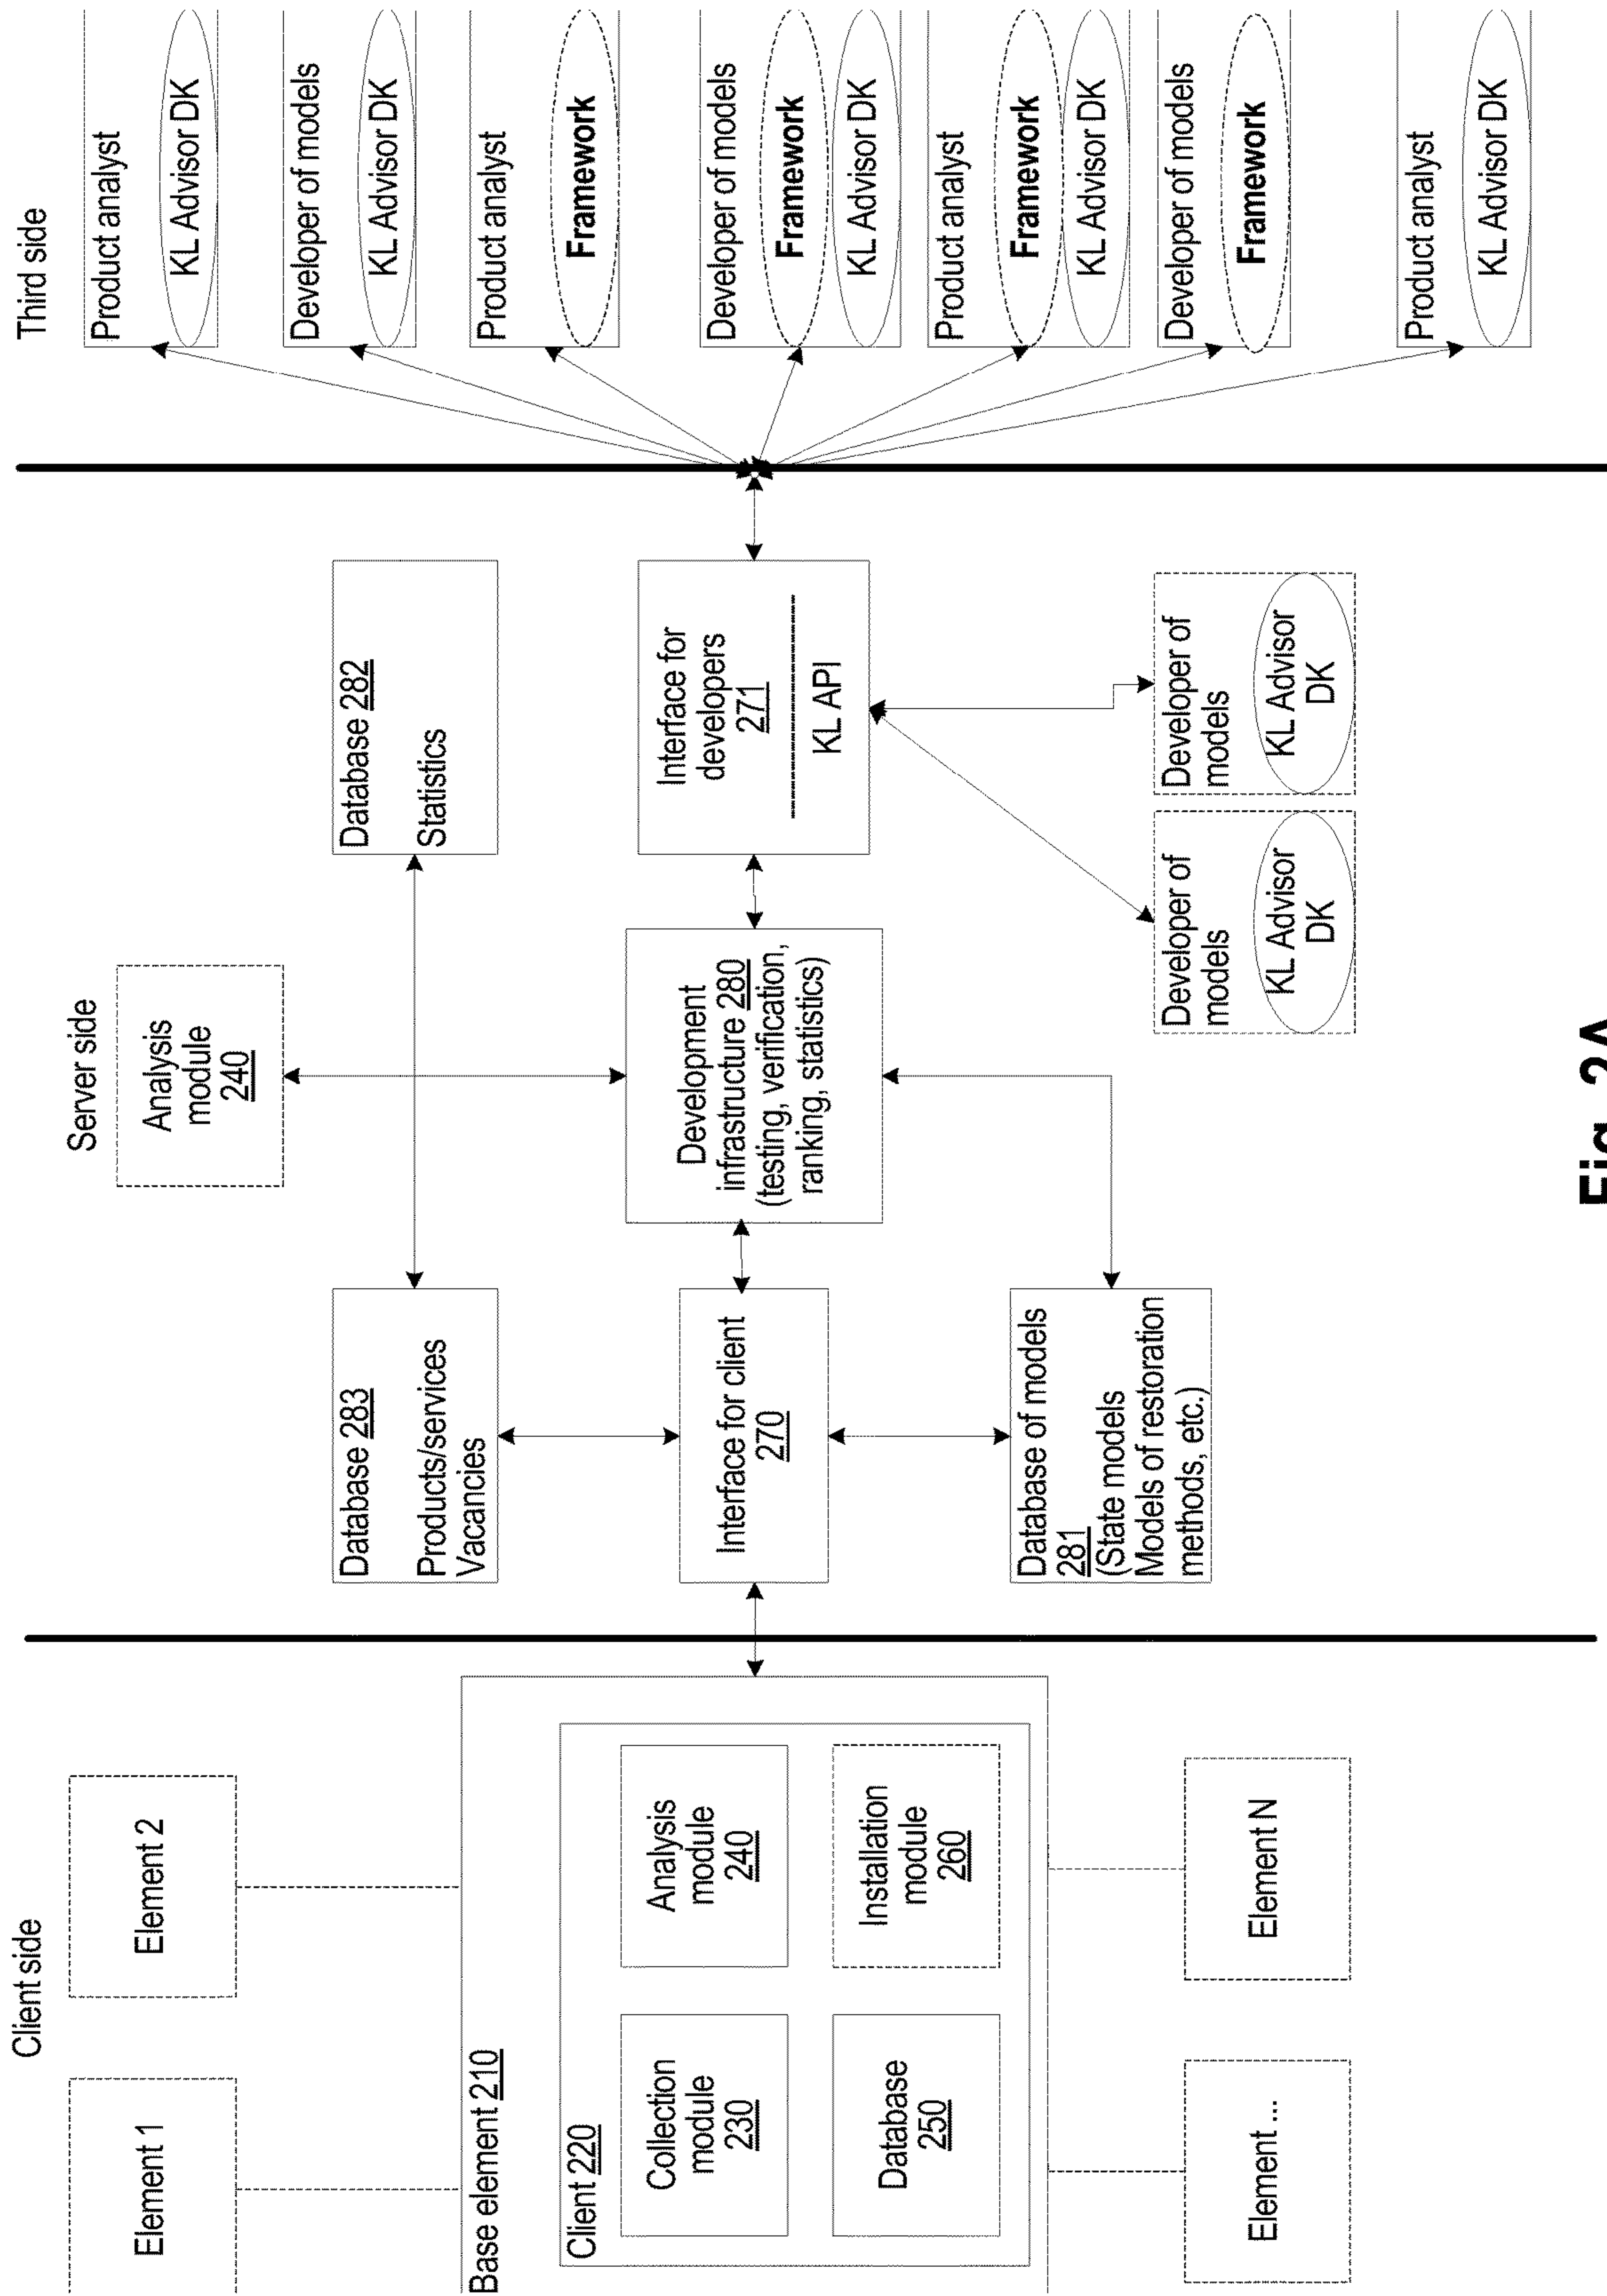 Client side
Element 1
Element 2
Base element 210
Client 220
Collection
module
230
Analysis
module
240
Database
250
Installation
module
260
Element ...
Element N
Server side
Analysis
module
240
Database 283
Products/services
Vacancies
Database 282
Statistics
Interface for client
270
Development
infrastructure 280
(testing, verification,
ranking, statistics)
Interface for
developers
271
KL API
Database of models
281
(State models
Models of restoration
methods, etc.)
Developer of
models
KL Advisor
DK
Developer of
models
KL Advisor
DK
Third side
Product analyst
KL Advisor DK
Developer of models
KL Advisor DK
Product analyst
Framework
Developer of models
Framework
KL Advisor DK
Product analyst
Framework
KL Advisor DK
Developer of models
Framework
Product analyst
KL Advisor DK
Fig. 2A